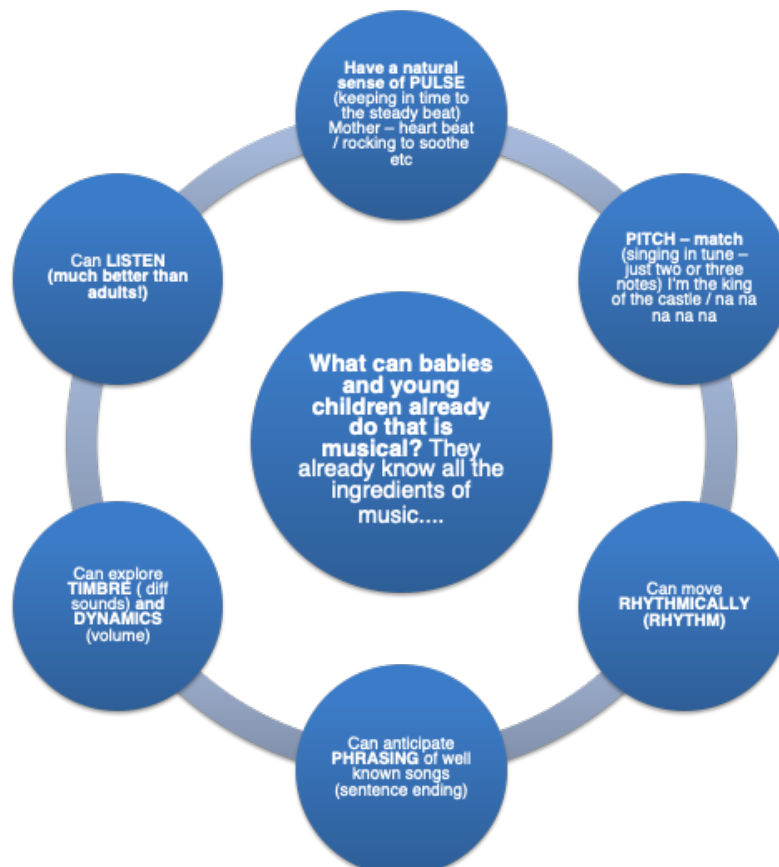 Have a natural
sense of PULSE
(keeping in time to
the steady beat)
Mother – heart beat
/ rocking to soothe
etc
PITCH – match
(singing in tune –
just two or three
notes) I'm the king
of the castle / na na
na na na
Can move
RHYTHMICALLY
(RHYTHM)
Can anticipate
PHRASING of well
known songs
(sentence ending)
Can explore
TIMBRE ( diff
sounds) and
DYNAMICS
(volume)
Can LISTEN
(much better than
adults!)
What can babies
and young
children already
do that is
musical? They
already know all the
ingredients of
music....